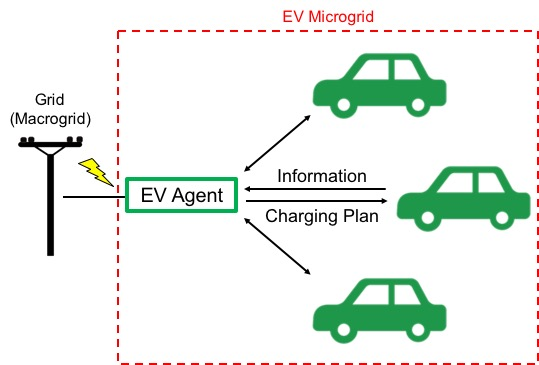 EV Microgrid
Grid
(Macrogrid)
EV Agent
Information
Charging Plan